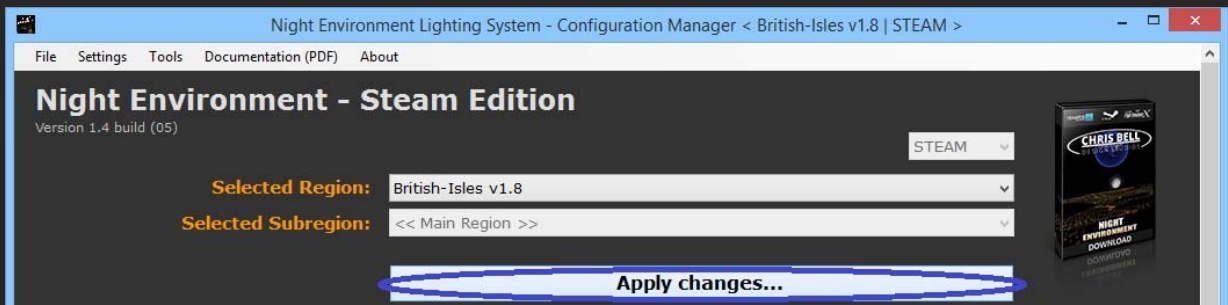 Night Environment Lighting System - Configuration Manager < British-Isles v1.8 | STEAM >
File Settings Tools Documentation (PDF) About
Night Environment - Steam Edition
Version 1.4 build (05)
STEAM
Selected Region: British-Isles v1.8
Selected Subregion: << Main Region >>
Apply changes...
CHRIS BELL
NIGHT
ENVIRONMENT
DOWNLOAD